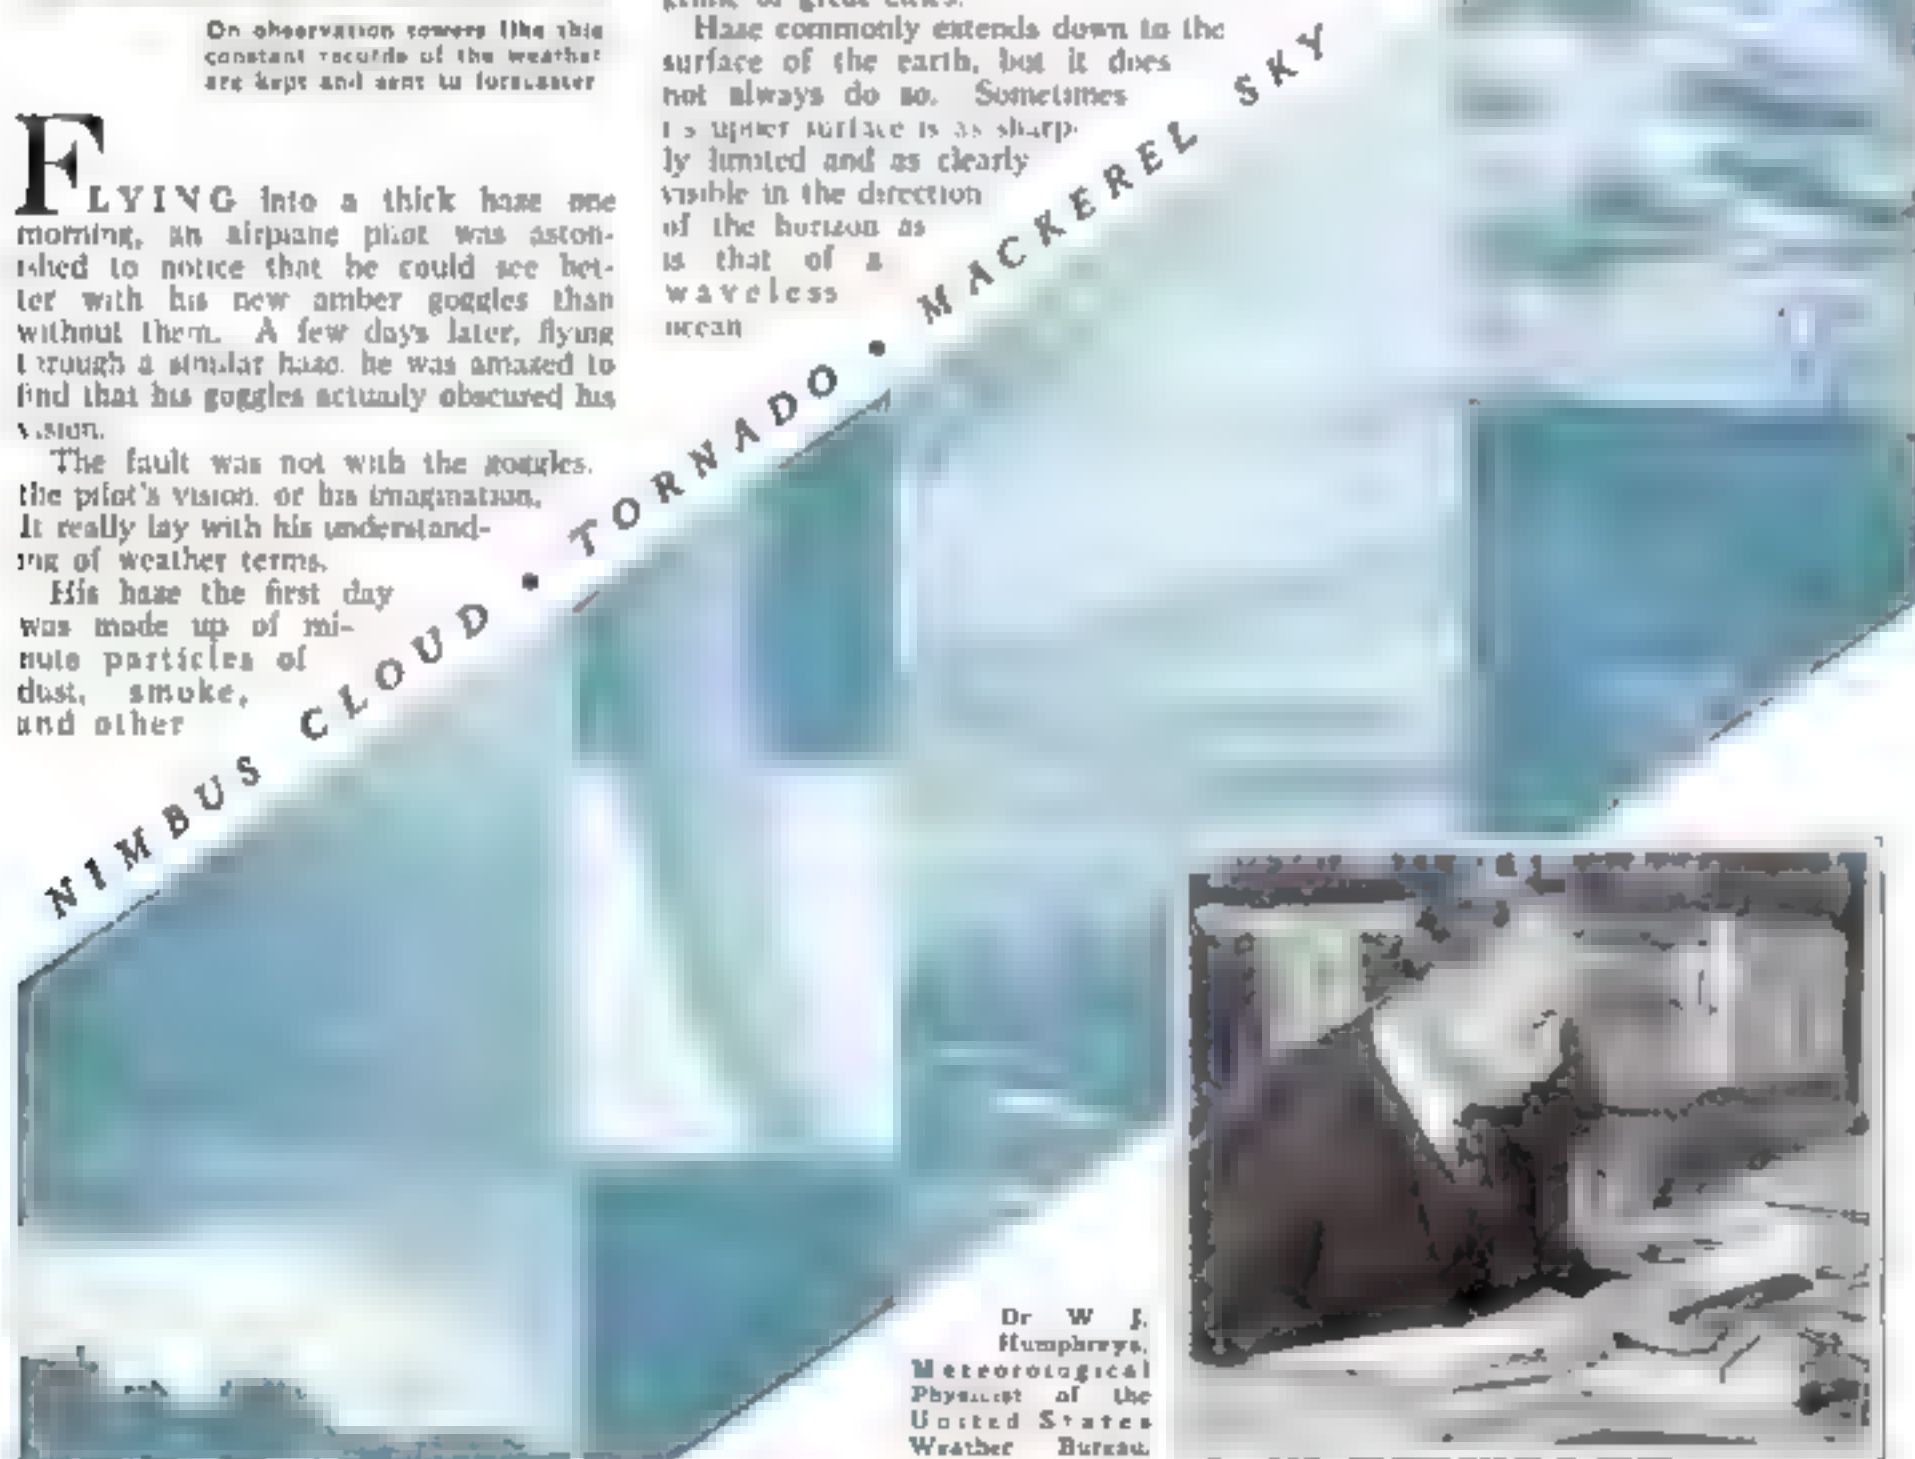 On observation towers like this
constant records of the weather
are kept and sent to forecaster
FLYING into a thick haze one
morning, an airplane pilot was aston-
ished to notice that he could see bet-
ter with his new amber goggles than
without them. A few days later, flying
through a similar haze, he was amazed to
find that his goggles actually obscured his
vision.
The fault was not with the goggles,
the pilot's vision, or his imagination.
It really lay with his understand-
ing of weather terms.
His haze the first day
was made up of mi-
nute particles of
dust, smoke,
and other
of great cities.
Haze commonly extends down to the
surface of the earth, but it does
not always do so. Sometimes
its upper surface is as sharp-
ly limited and as clearly
visible in the direction
of the horizon as
is that of a
waveless
ocean
NIMBUS CLOUD • TORNADO • MACKEREL SKY
Dr W J.
Humphreys,
Meteorological
Physicist of the
United States
Weather Bureau.